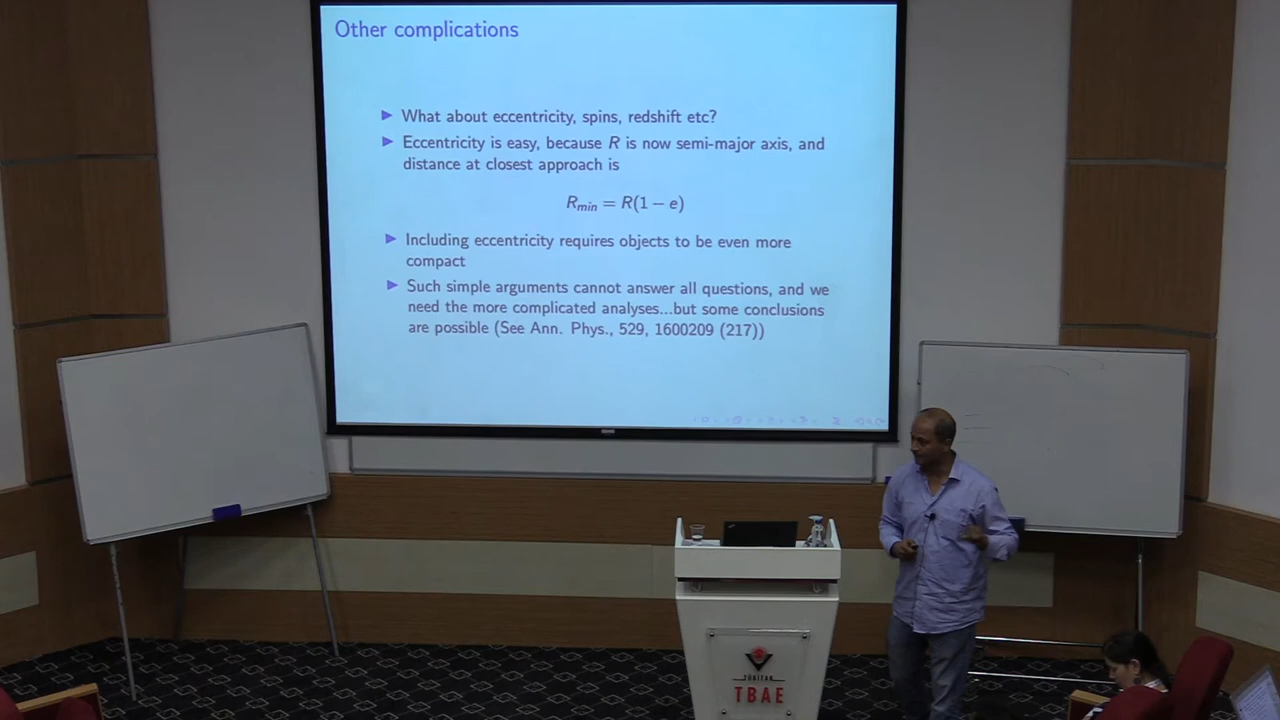 Other complications
▶ What about eccentricity, spins, redshift etc?
▶ Eccentricity is easy, because R is now semi-major axis, and
distance at closest approach is
R_min = R(1 − e)
▶ Including eccentricity requires objects to be even more
compact
▶ Such simple arguments cannot answer all questions, and we
need the more complicated analyses...but some conclusions
are possible (See Ann. Phys., 529, 1600209 (217))
TÜBİTAK
TBAE